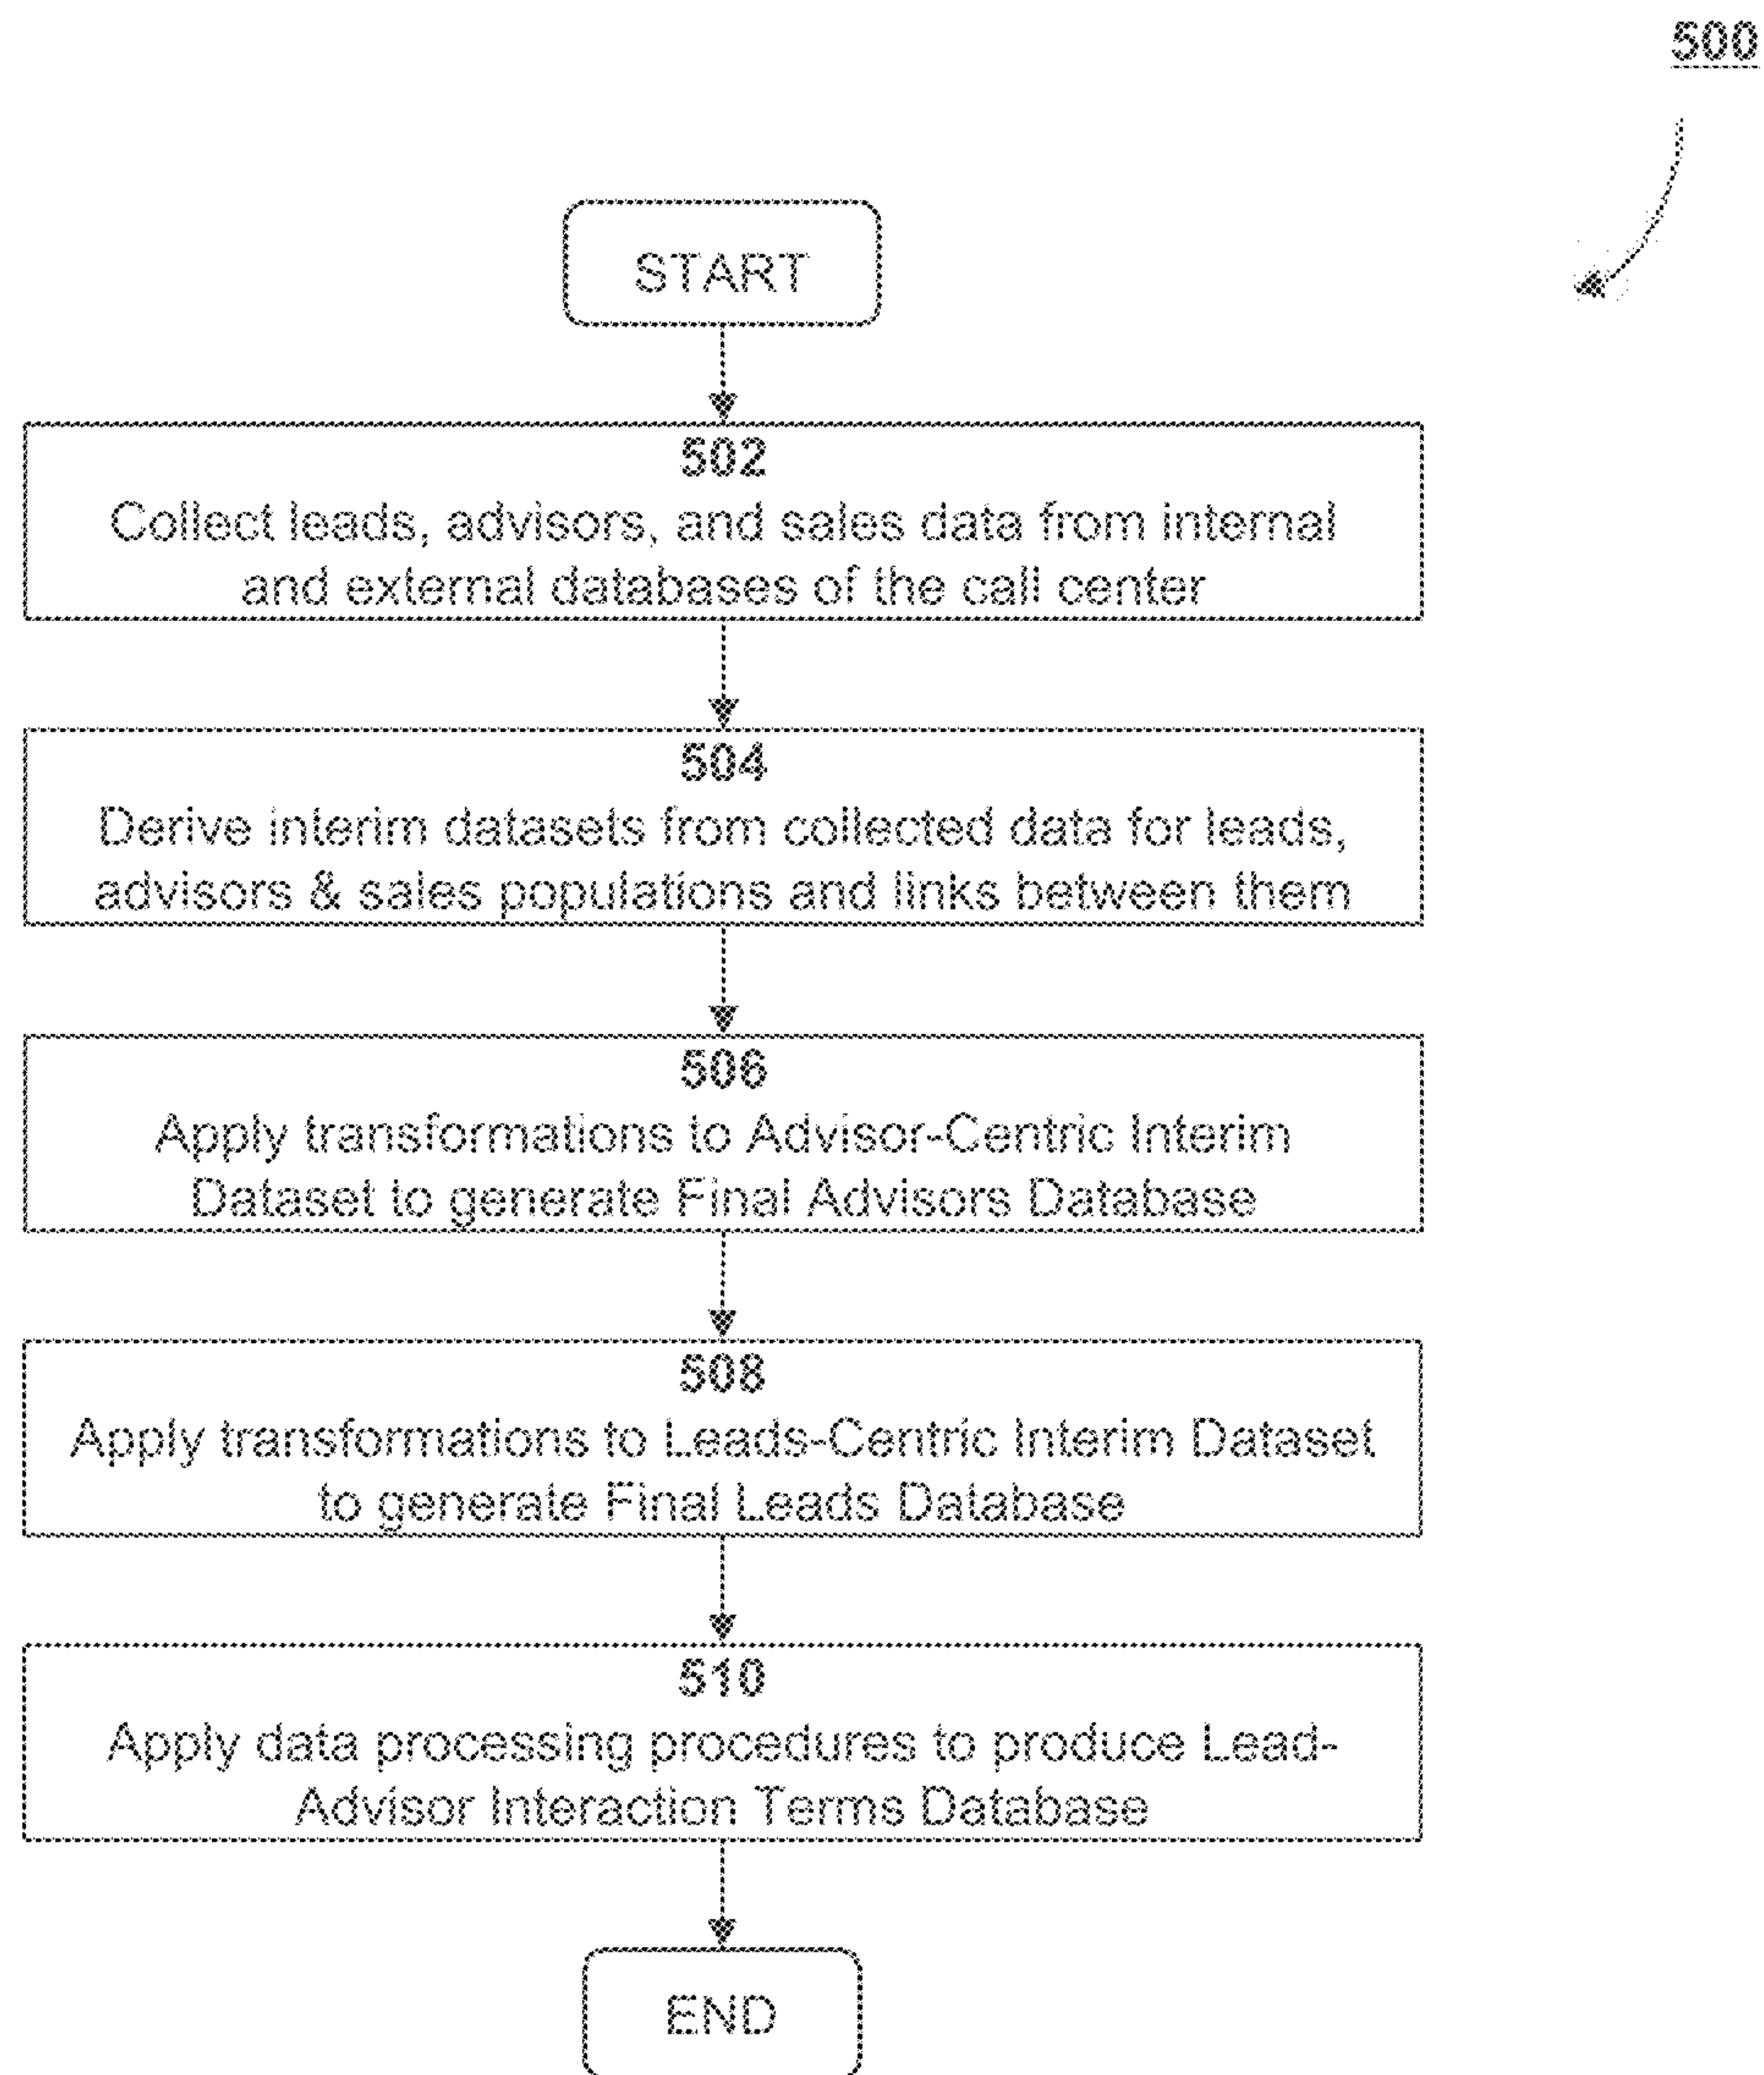 500
START
502
Collect leads, advisors, and sales data from internal
and external databases of the call center
504
Derive interim datasets from collected data for leads,
advisors & sales populations and links between them
506
Apply transformations to Advisor-Centric Interim
Dataset to generate Final Advisors Database
508
Apply transformations to Leads-Centric Interim Dataset
to generate Final Leads Database
510
Apply data processing procedures to produce Lead-
Advisor Interaction Terms Database
END